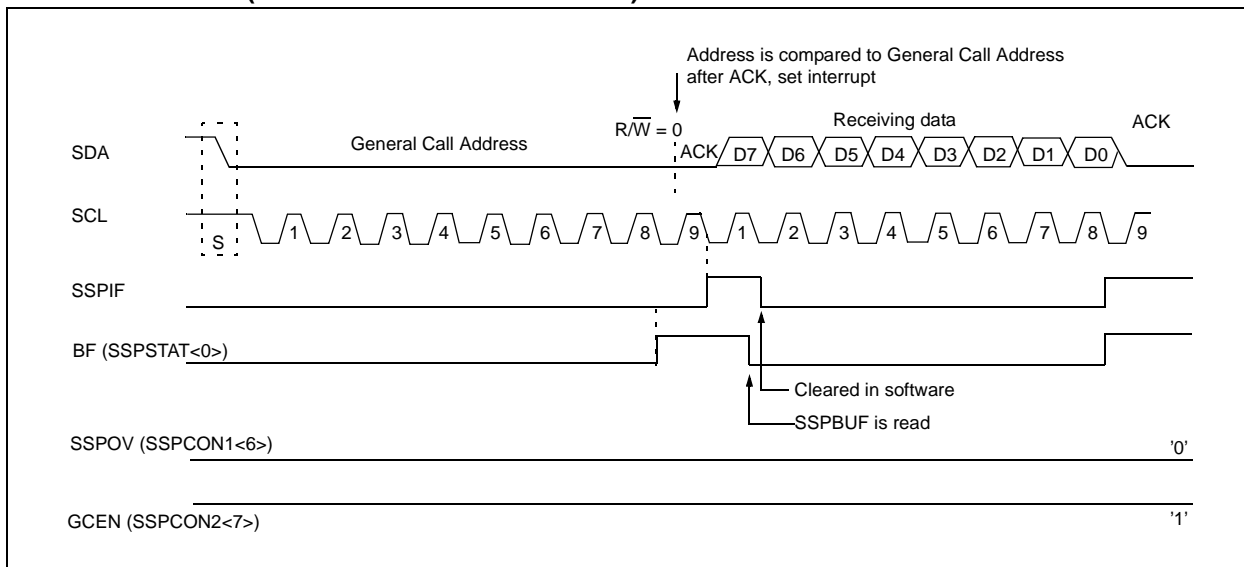 Address is compared to General Call Address
after ACK, set interrupt
R/W = 0
Receiving data
ACK
SDA
General Call Address
ACK
D7 D6 D5 D4 D3 D2 D1 D0
SCL
S
1 2 3 4 5 6 7 8 9 1 2 3 4 5 6 7 8 9
SSPIF
BF (SSPSTAT<0>)
Cleared in software
SSPBUF is read
SSPOV (SSPCON1<6>)
'0'
GCEN (SSPCON2<7>)
'1'